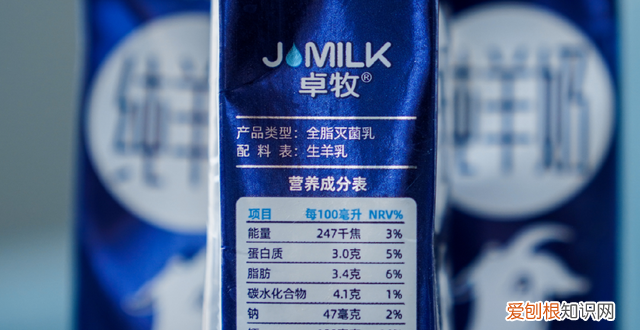 J MILK
卓牧®
产品类型：全脂灭菌乳
配 料 表：生羊乳
营养成分表
项目 每100毫升 NRV%
能量 247千焦 3%
蛋白质 3.0克 5%
脂肪 3.4克 6%
碳水化合物 4.1克 1%
钠 47毫克 2%
纯羊
纯羊奶
爱刨根知识网